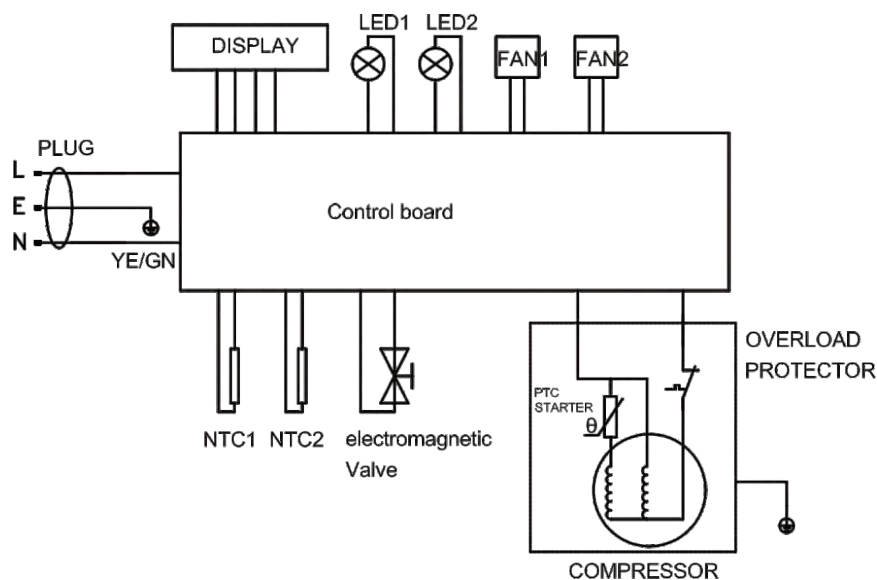 LED1
LED2
DISPLAY
FAN1
FAN2
PLUG
L
E
N
YE/GN
Control board
OVERLOAD
PROTECTOR
PTC
STARTER
θ
NTC1
NTC2
electromagnetic
Valve
COMPRESSOR